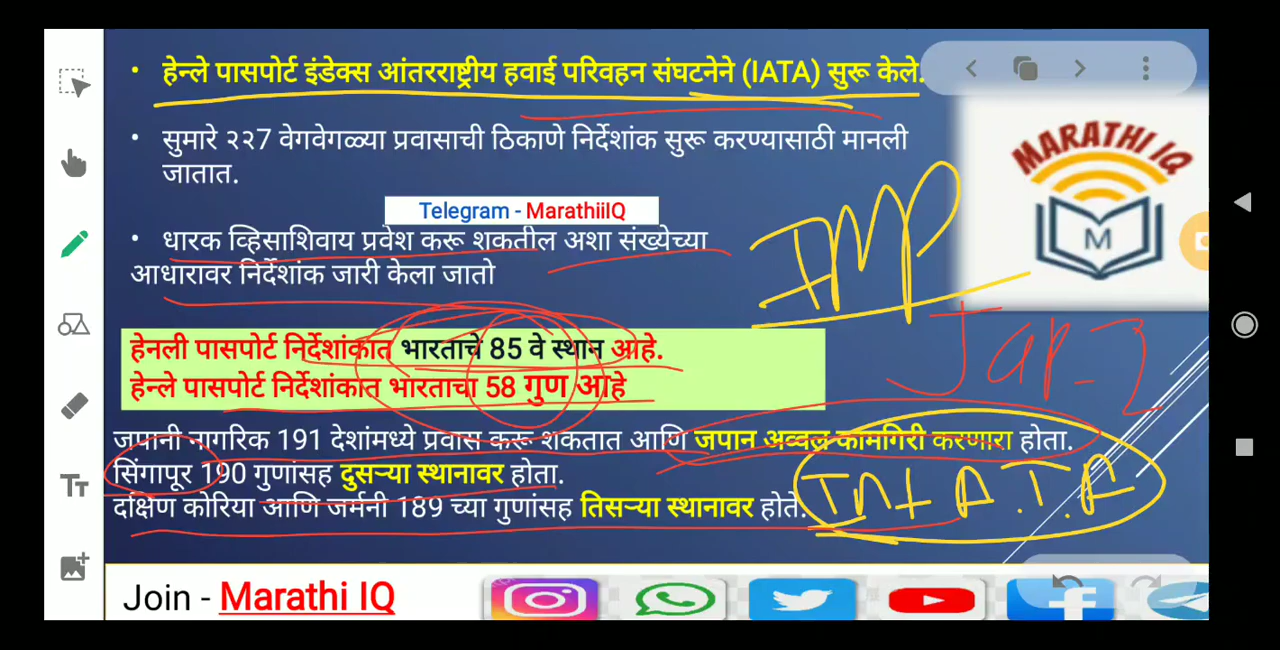 • हेन्ले पासपोर्ट इंडेक्स आंतरराष्ट्रीय हवाई परिवहन संघटनेने (IATA) सुरू केले.
MARATHI IQ
M
• सुमारे २२7 वेगवेगळ्या प्रवासाची ठिकाणे निर्देशांक सुरू करण्यासाठी मानली
जातात.
IMP
Telegram - MarathiiIQ
• धारक व्हिसाशिवाय प्रवेश करू शकतील अशा संख्येच्या
आधारावर निर्देशांक जारी केला जातो
हेनली पासपोर्ट निर्देशांकात भारताचे 85 वे स्थान आहे.
Jap -
हेन्ले पासपोर्ट निर्देशांकात भारताचा 58 गुण आहे
जपानी नागरिक 191 देशांमध्ये प्रवास करू शकतात आणि जपान अव्वल कामगिरी करणारा होता.
सिंगापूर 190 गुणांसह दुसऱ्या स्थानावर होता.
दक्षिण कोरिया आणि जर्मनी 189 च्या गुणांसह तिसऱ्या स्थानावर होते.
Int A.T.A
Join - Marathi IQ
Tт